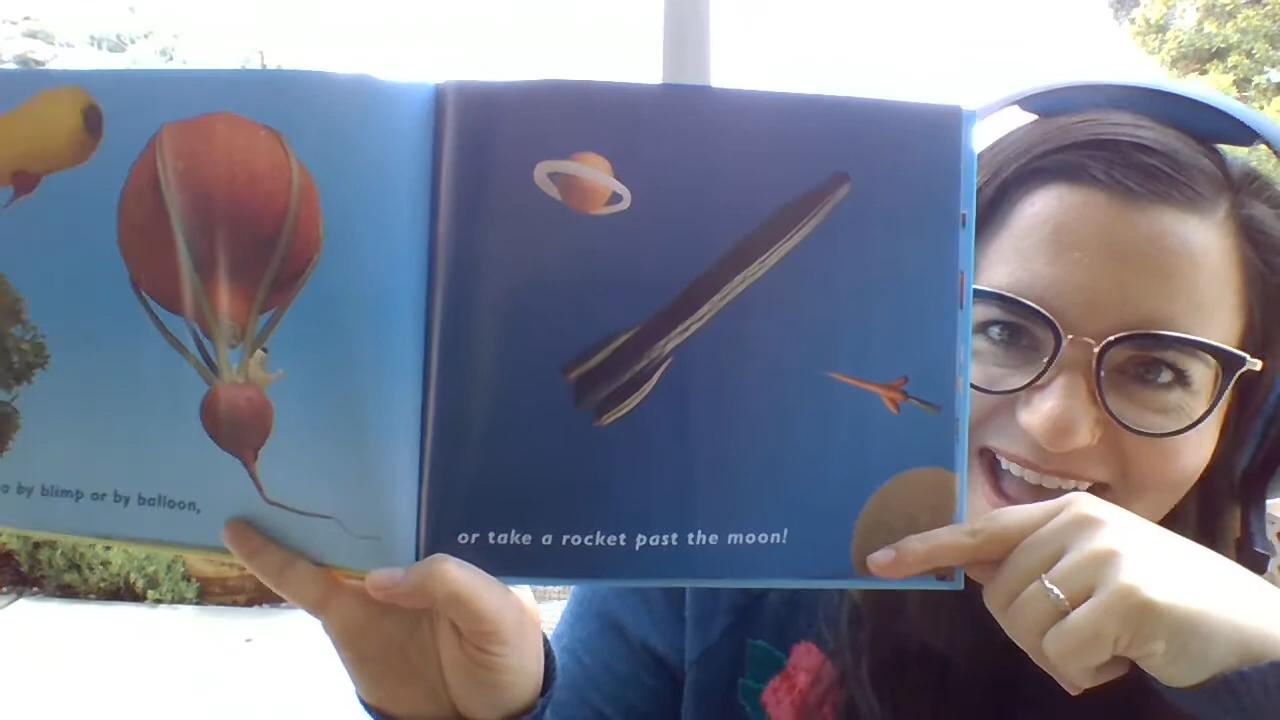 by blimp or by balloon,
or take a rocket past the moon!